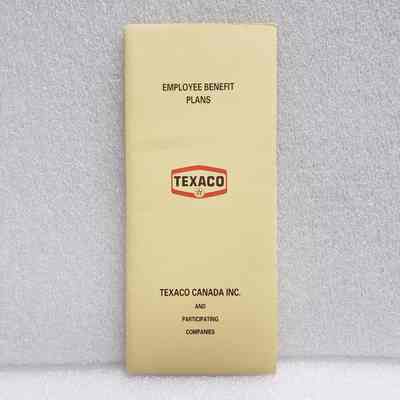 EMPLOYEE BENEFIT
PLANS
TEXACO
TEXACO CANADA INC.
AND
PARTICIPATING
COMPANIES